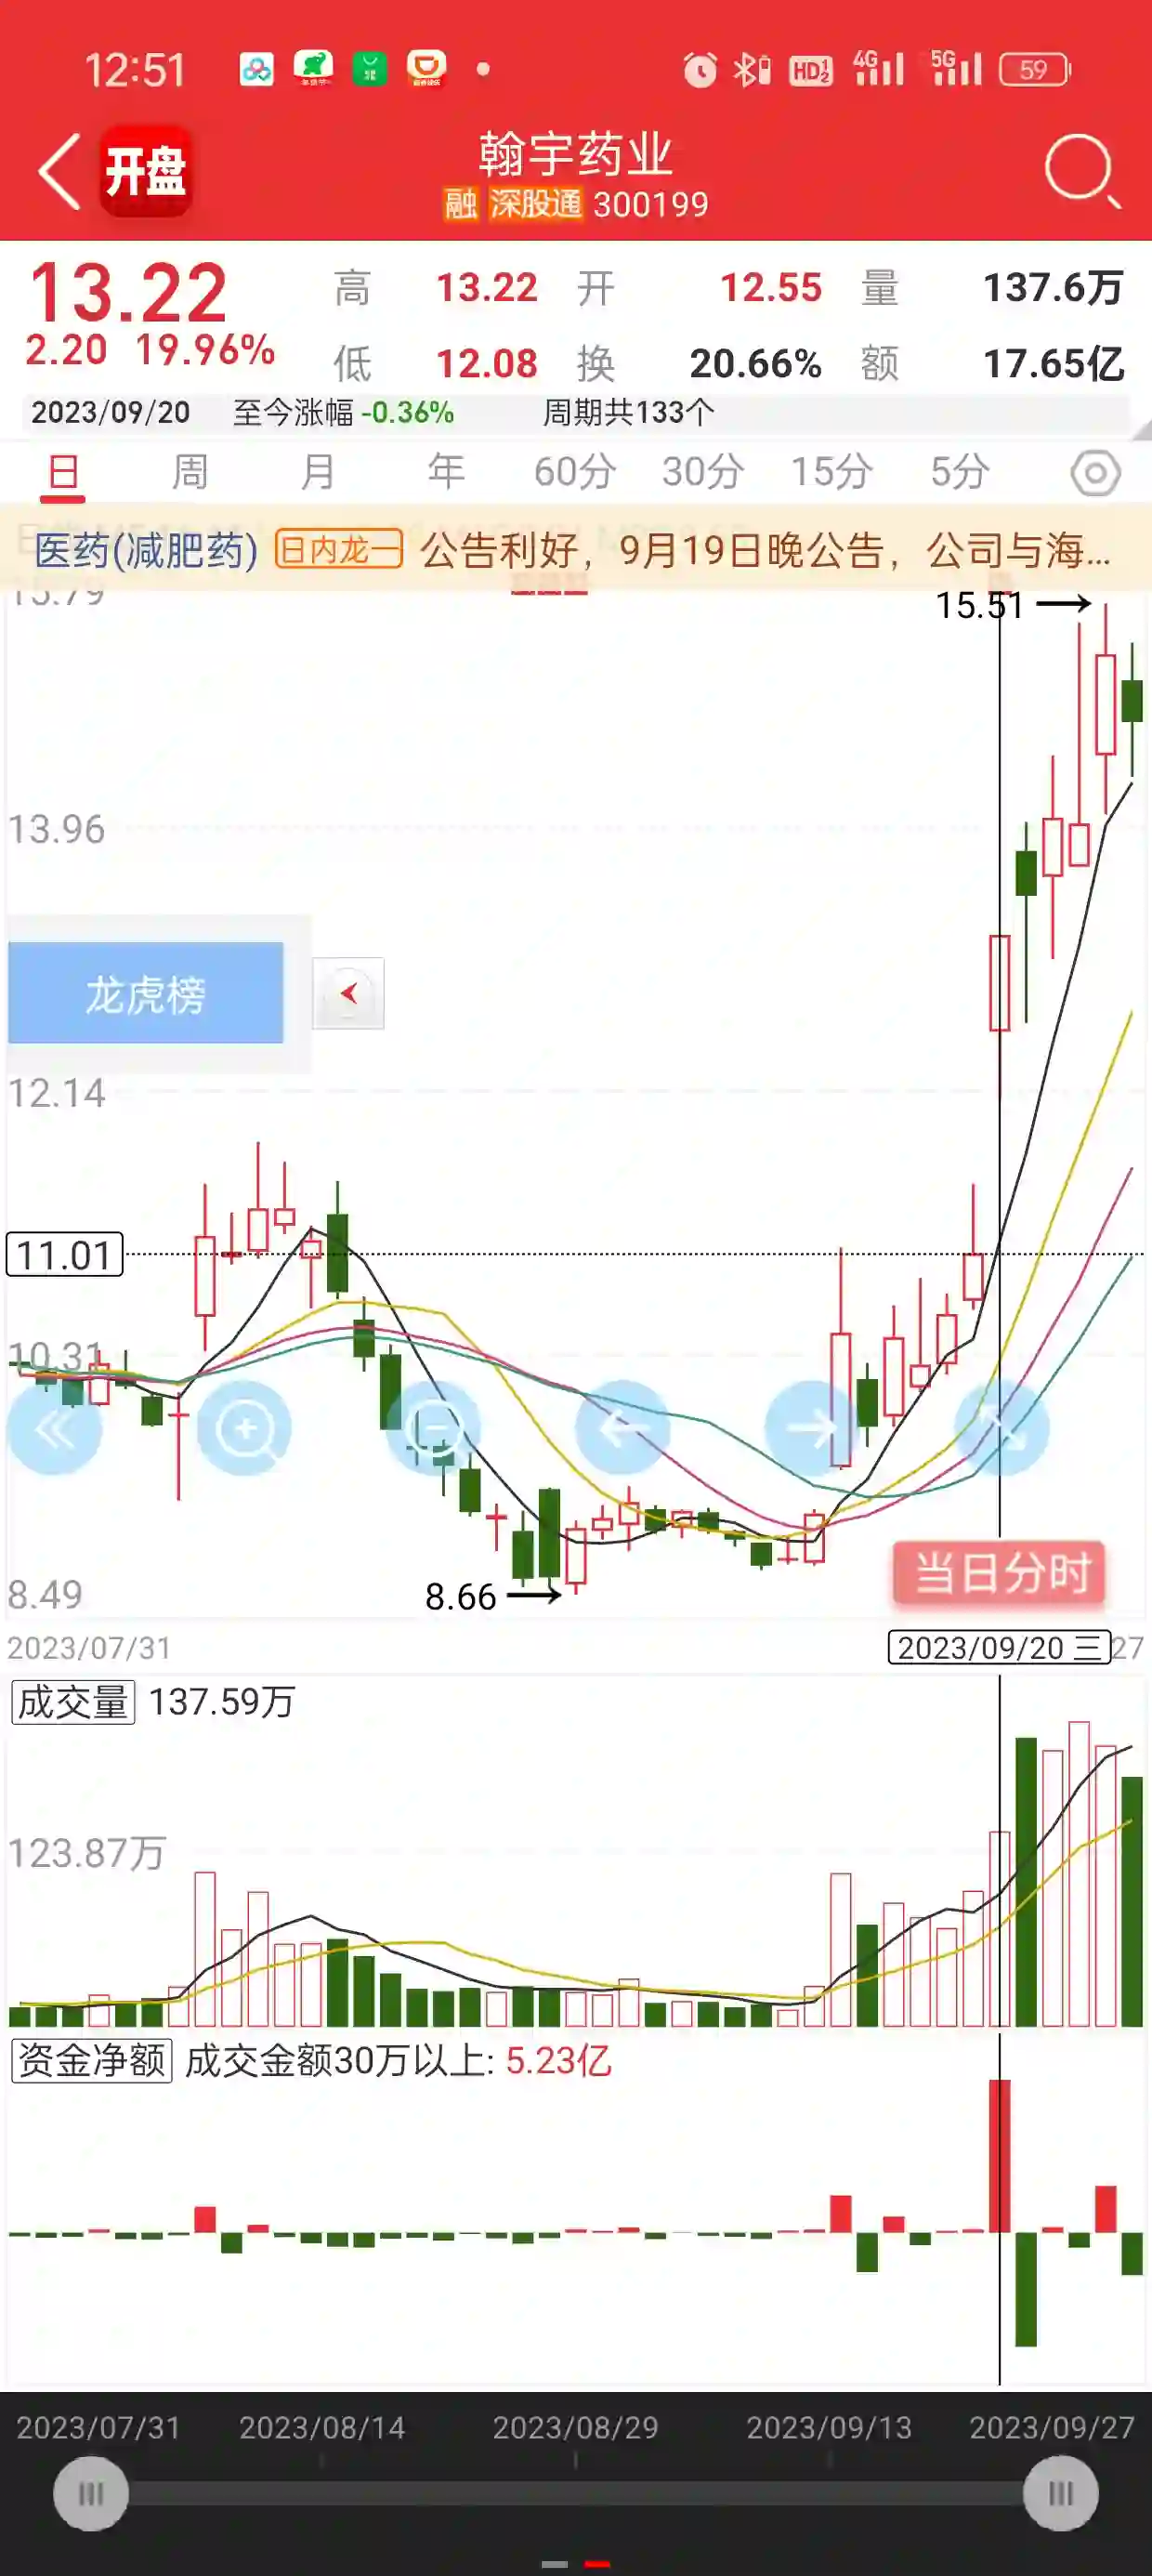 12:51 HD 4G 5G 59
开盘
翰宇药业
融 深股通 300199
13.22 高 13.22 开 12.55 量 137.6万
2.20 19.96% 低 12.08 换 20.66% 额 17.65亿
2023/09/20 至今涨幅 -0.36% 周期共133个
日 周 月 年 60分 30分 15分 5分
医药(减肥药) 日内龙一 公告利好，9月19日晚公告，公司与海...
15.79
15.51
13.96
龙虎榜
12.14
11.01
10.31
8.66
8.49
当日分时
2023/07/31 2023/09/20 三 27
成交量 137.59万
123.87万
资金净额 成交金额30万以上: 5.23亿
2023/07/31 2023/08/14 2023/08/29 2023/09/13 2023/09/27